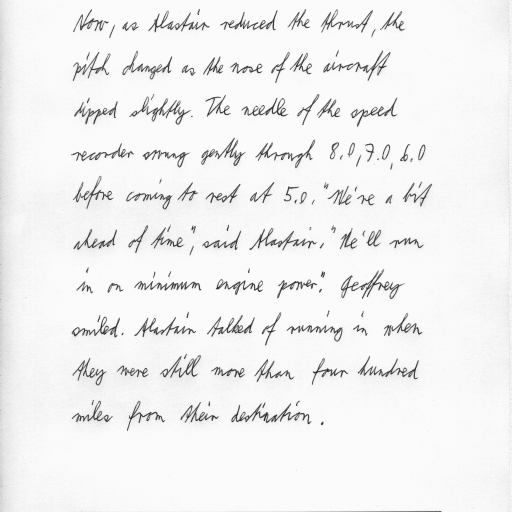 Now, as Alastair reduced the thrust, the
pitch changed as the nose of the aircraft
dipped slightly. The needle of the speed
recorder swung gently through 8.0, 7.0, 6.0
before coming to rest at 5.0. "We're a bit
ahead of time", said Alastair. "We'll run
in on minimum engine power". Geoffrey
smiled. Alastair talked of running in when
they were still more than four hundred
miles from their destination.